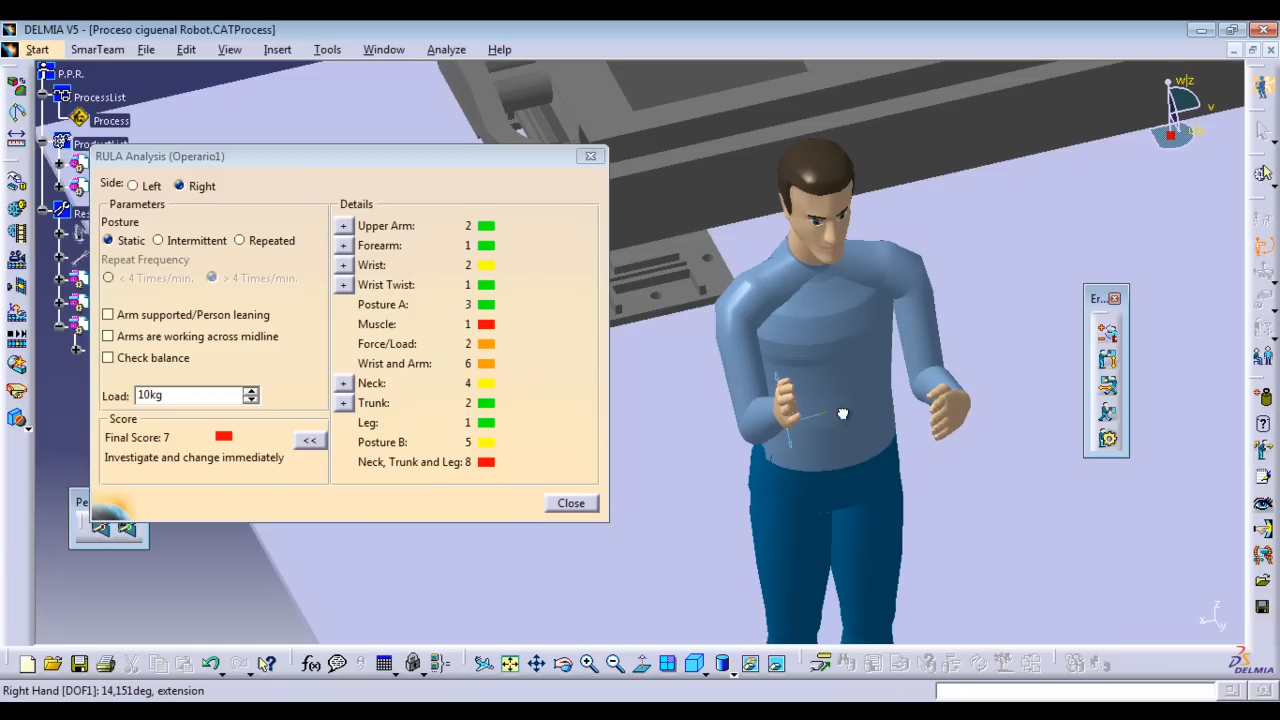 DELMIA V5 - [Proceso ciguenal Robot.CATProcess]
Start SmarTeam File Edit View Insert Tools Window Analyze Help
P.P.R.
ProcessList
Process
RULA Analysis (Operario1)
Side: Left Right
Parameters
Posture
Static Intermittent Repeated
Repeat Frequency
< 4 Times/min. > 4 Times/min.
Arm supported/Person leaning
Arms are working across midline
Check balance
Load: 10kg
Score
Final Score: 7
<<
Investigate and change immediately
Details
+ Upper Arm: 2
+ Forearm: 1
+ Wrist: 2
+ Wrist Twist: 1
Posture A: 3
Muscle: 1
Force/Load: 2
Wrist and Arm: 6
+ Neck: 4
+ Trunk: 2
Leg: 1
Posture B: 5
Neck, Trunk and Leg: 8
Close
Er...
w|z
z
x
y
f(x)
DELMIA
Right Hand [DOF1]: 14,151deg, extension